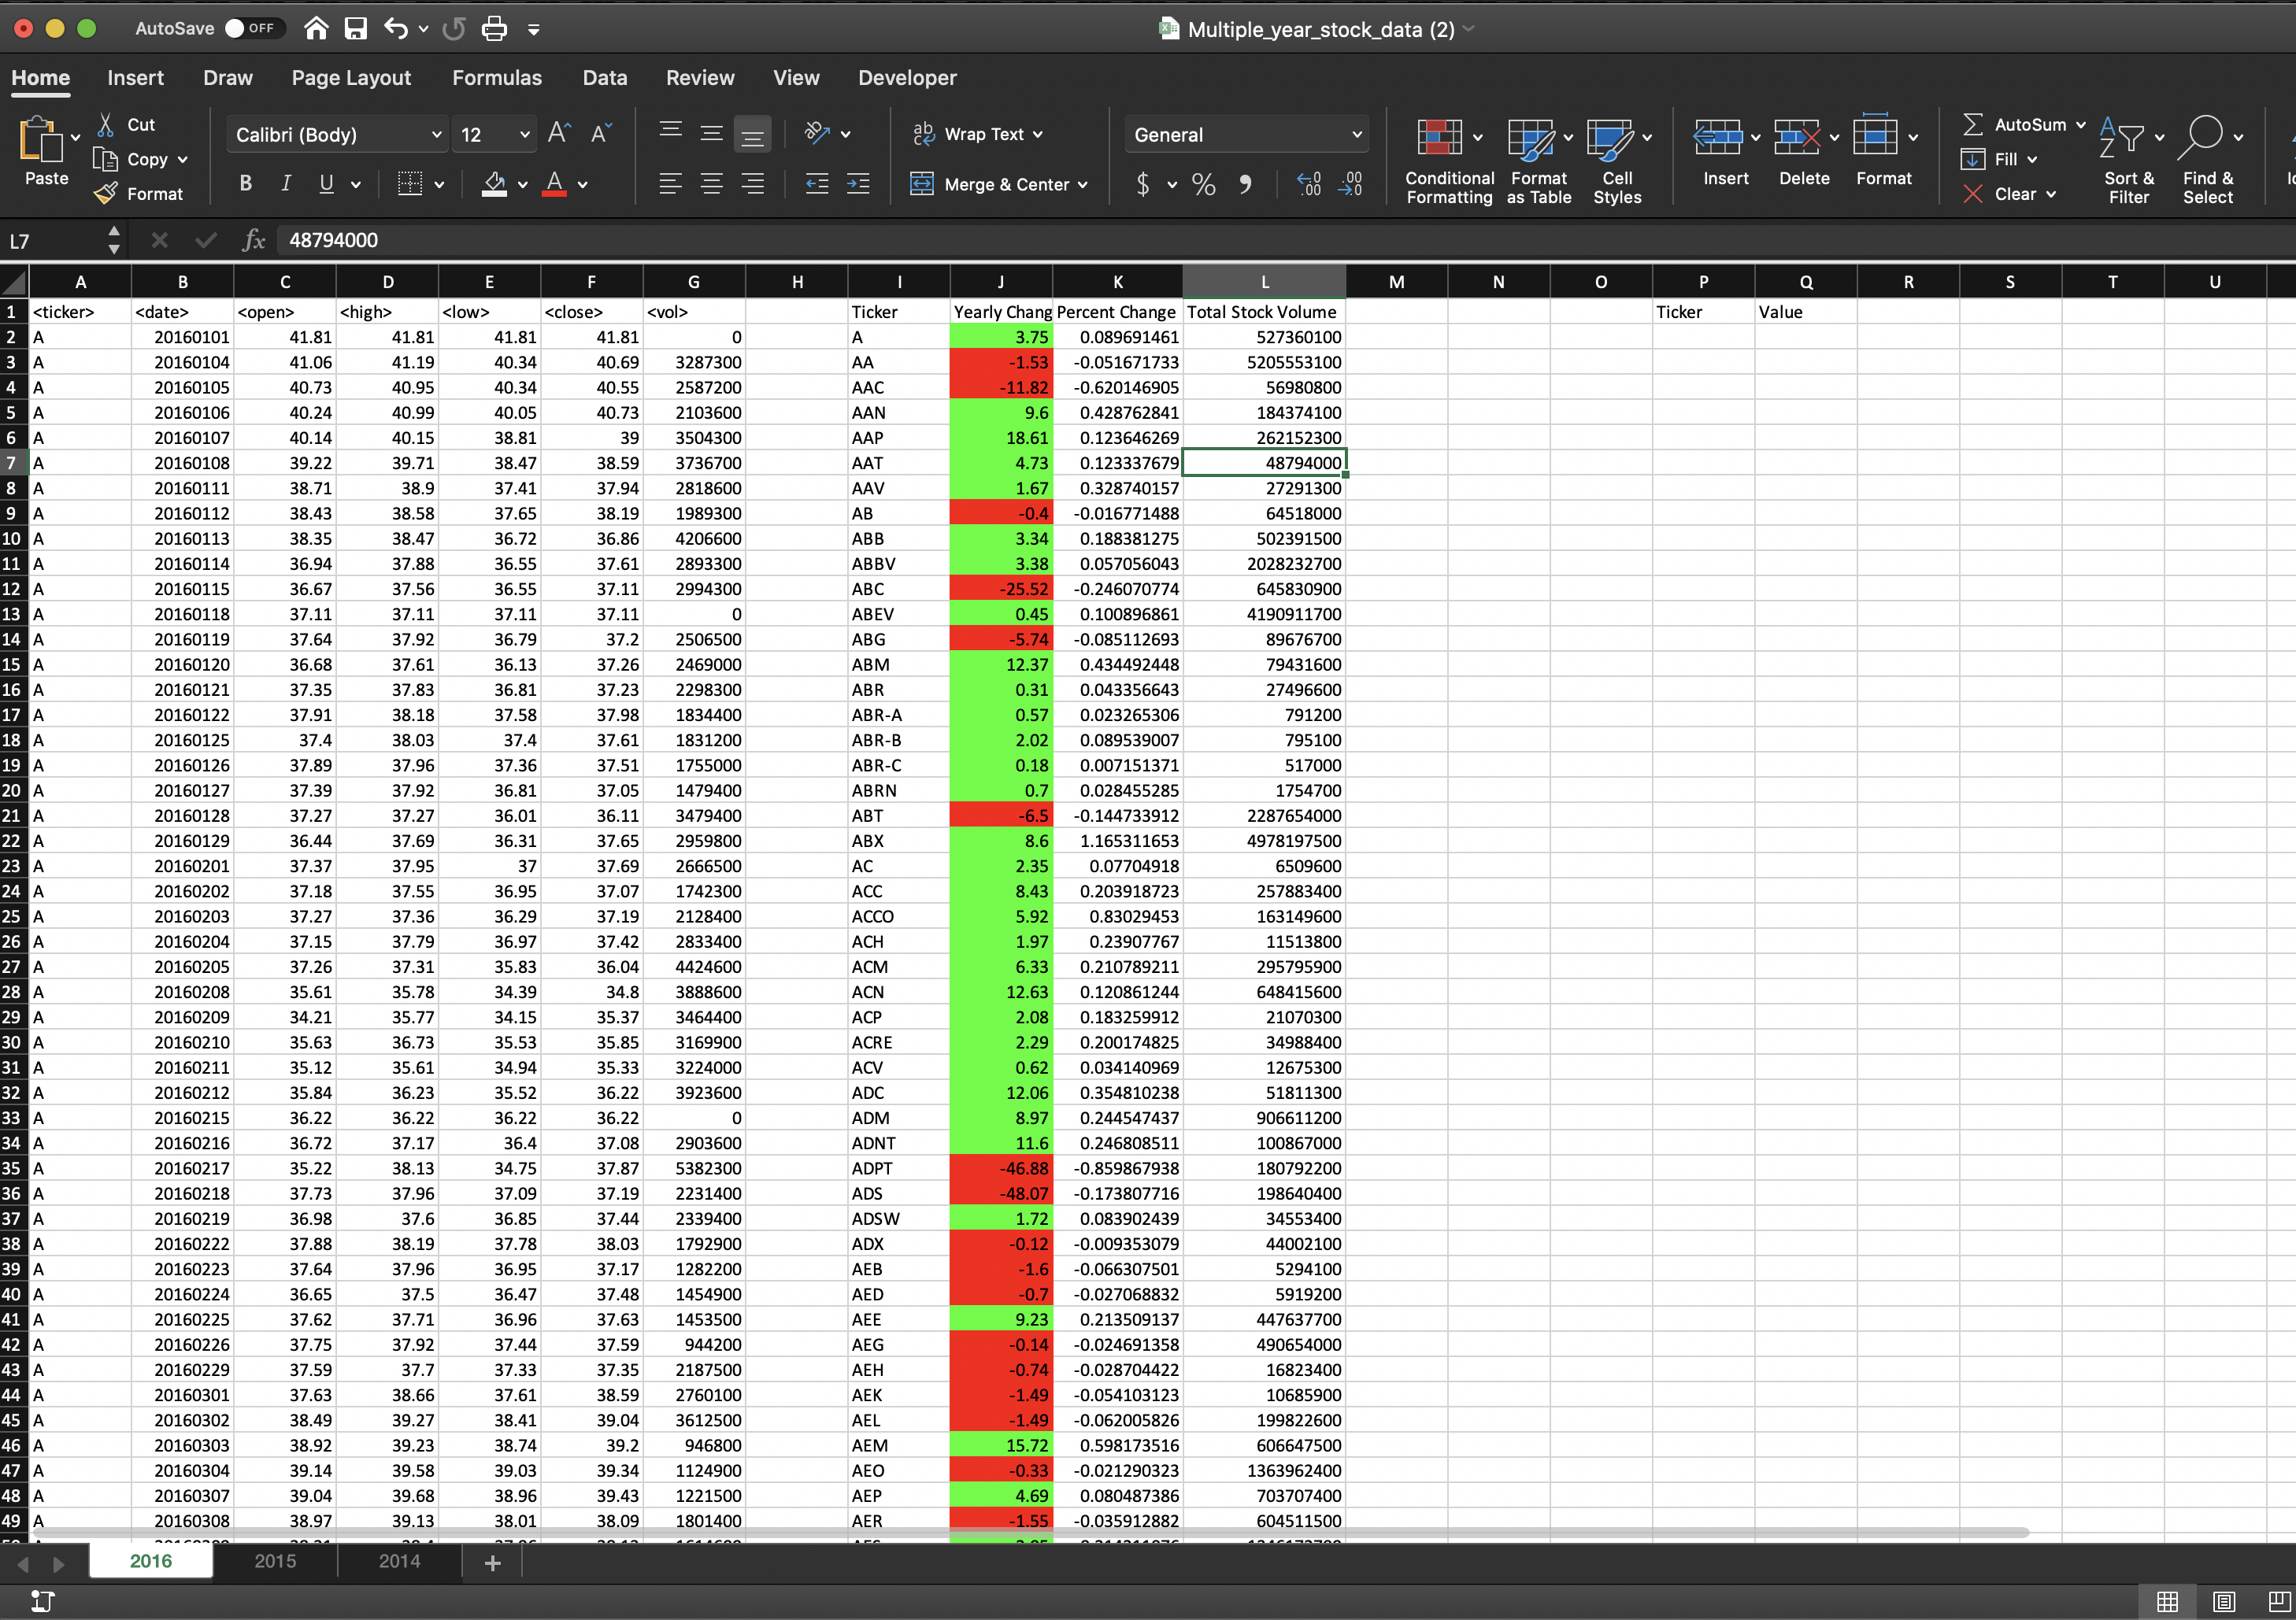 AutoSave OFF Multiple_year_stock_data (2)
Home Insert Draw Page Layout Formulas Data Review View Developer
Paste Cut Copy Format
Calibri (Body) 12 A A
B I U A
ab c Wrap Text
Merge & Center
General
$ % .00 .00
Conditional Formatting Format as Table Cell Styles
Insert Delete Format
AutoSum Fill Clear
Sort & Filter Find & Select
L7 fx 48794000
A B C D E F G H I J K L M N O P Q R S T U
1 <ticker> <date> <open> <high> <low> <close> <vol> Ticker Yearly Chang Percent Change Total Stock Volume Ticker Value
2 A 20160101 41.81 41.81 41.81 41.81 0 A 3.75 0.089691461 527360100
3 A 20160104 41.06 41.19 40.34 40.69 3287300 AA -1.53 -0.051671733 5205553100
4 A 20160105 40.73 40.95 40.34 40.55 2587200 AAC -11.82 -0.620146905 56980800
5 A 20160106 40.24 40.99 40.05 40.73 2103600 AAN 9.6 0.428762841 184374100
6 A 20160107 40.14 40.15 38.81 39 3504300 AAP 18.61 0.123646269 262152300
7 A 20160108 39.22 39.71 38.47 38.59 3736700 AAT 4.73 0.123337679 48794000
8 A 20160111 38.71 38.9 37.41 37.94 2818600 AAV 1.67 0.328740157 27291300
9 A 20160112 38.43 38.58 37.65 38.19 1989300 AB -0.4 -0.016771488 64518000
10 A 20160113 38.35 38.47 36.72 36.86 4206600 ABB 3.34 0.188381275 502391500
11 A 20160114 36.94 37.88 36.55 37.61 2893300 ABBV 3.38 0.057056043 2028232700
12 A 20160115 36.67 37.56 36.55 37.11 2994300 ABC -25.52 -0.246070774 645830900
13 A 20160118 37.11 37.11 37.11 37.11 0 ABEV 0.45 0.100896861 4190911700
14 A 20160119 37.64 37.92 36.79 37.2 2506500 ABG -5.74 -0.085112693 89676700
15 A 20160120 36.68 37.61 36.13 37.26 2469000 ABM 12.37 0.434492448 79431600
16 A 20160121 37.35 37.83 36.81 37.23 2298300 ABR 0.31 0.043356643 27496600
17 A 20160122 37.91 38.18 37.58 37.98 1834400 ABR-A 0.57 0.023265306 791200
18 A 20160125 37.4 38.03 37.4 37.61 1831200 ABR-B 2.02 0.089539007 795100
19 A 20160126 37.89 37.96 37.36 37.51 1755000 ABR-C 0.18 0.007151371 517000
20 A 20160127 37.39 37.92 36.81 37.05 1479400 ABRN 0.7 0.028455285 1754700
21 A 20160128 37.27 37.27 36.01 36.11 3479400 ABT -6.5 -0.144733912 2287654000
22 A 20160129 36.44 37.69 36.31 37.65 2959800 ABX 8.6 1.165311653 4978197500
23 A 20160201 37.37 37.95 37 37.69 2666500 AC 2.35 0.07704918 6509600
24 A 20160202 37.18 37.55 36.95 37.07 1742300 ACC 8.43 0.203918723 257883400
25 A 20160203 37.27 37.36 36.29 37.19 2128400 ACCO 5.92 0.83029453 163149600
26 A 20160204 37.15 37.79 36.97 37.42 2833400 ACH 1.97 0.23907767 11513800
27 A 20160205 37.26 37.31 35.83 36.04 4424600 ACM 6.33 0.210789211 295795900
28 A 20160208 35.61 35.78 34.39 34.8 3888600 ACN 12.63 0.120861244 648415600
29 A 20160209 34.21 35.77 34.15 35.37 3464400 ACP 2.08 0.183259912 21070300
30 A 20160210 35.63 36.73 35.53 35.85 3169900 ACRE 2.29 0.200174825 34988400
31 A 20160211 35.12 35.61 34.94 35.33 3224000 ACV 0.62 0.034140969 12675300
32 A 20160212 35.84 36.23 35.52 36.22 3923600 ADC 12.06 0.354810238 51811300
33 A 20160215 36.22 36.22 36.22 36.22 0 ADM 8.97 0.244547437 906611200
34 A 20160216 36.72 37.17 36.4 37.08 2903600 ADNT 11.6 0.246808511 100867000
35 A 20160217 35.22 38.13 34.75 37.87 5382300 ADPT -46.88 -0.859867938 180792200
36 A 20160218 37.73 37.96 37.09 37.19 2231400 ADS -48.07 -0.173807716 198640400
37 A 20160219 36.98 37.6 36.85 37.44 2339400 ADSW 1.72 0.083902439 34553400
38 A 20160222 37.88 38.19 37.78 38.03 1792900 ADX -0.12 -0.009353079 44002100
39 A 20160223 37.64 37.96 36.95 37.17 1282200 AEB -1.6 -0.066307501 5294100
40 A 20160224 36.65 37.5 36.47 37.48 1454900 AED -0.7 -0.027068832 5919200
41 A 20160225 37.62 37.71 36.96 37.63 1453500 AEE 9.23 0.213509137 447637700
42 A 20160226 37.75 37.92 37.44 37.59 944200 AEG -0.14 -0.024691358 490654000
43 A 20160229 37.59 37.7 37.33 37.35 2187500 AEH -0.74 -0.028704422 16823400
44 A 20160301 37.63 38.66 37.61 38.59 2760100 AEK -1.49 -0.054103123 10685900
45 A 20160302 38.49 39.27 38.41 39.04 3612500 AEL -1.49 -0.062005826 199822600
46 A 20160303 38.92 39.23 38.74 39.2 946800 AEM 15.72 0.598173516 606647500
47 A 20160304 39.14 39.58 39.03 39.34 1124900 AEO -0.33 -0.021290323 1363962400
48 A 20160307 39.04 39.68 38.96 39.43 1221500 AEP 4.69 0.080487386 703707400
49 A 20160308 38.97 39.13 38.01 38.09 1801400 AER -1.55 -0.035912882 604511500
2016 2015 2014 +